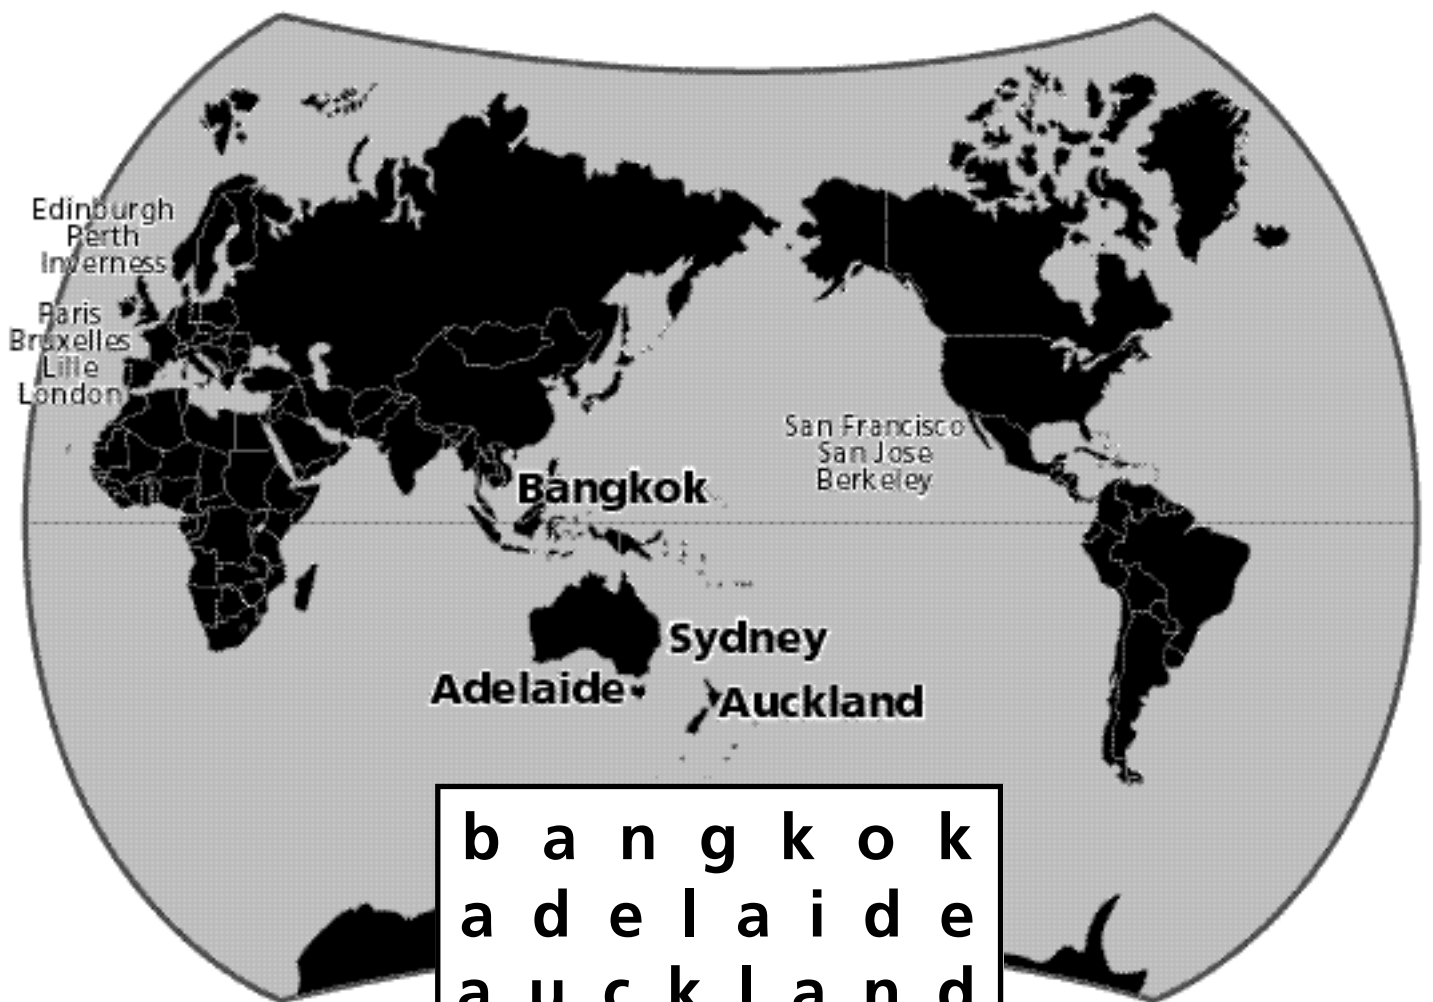 Edinburgh
Perth
Inverness
Paris
Bruxelles
Lille
London
San Francisco
San Jose
Berkeley
Bangkok
Sydney
Adelaide
Auckland
b a n g k o k
a d e l a i d e
a u c k l a n d